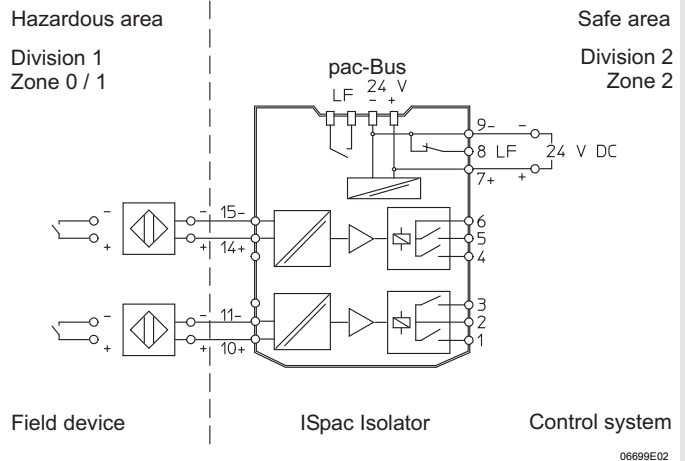 Hazardous area
Safe area
Division 1
Zone 0 / 1
Division 2
Zone 2
pac-Bus
LF 24 V
- +
9- -
8 LF 24 V DC
7+ +
- - 15-
+ + 14+
6
5
4
- - 11-
+ + 10+
3
2
1
Field device
ISpac Isolator
Control system
06699E02